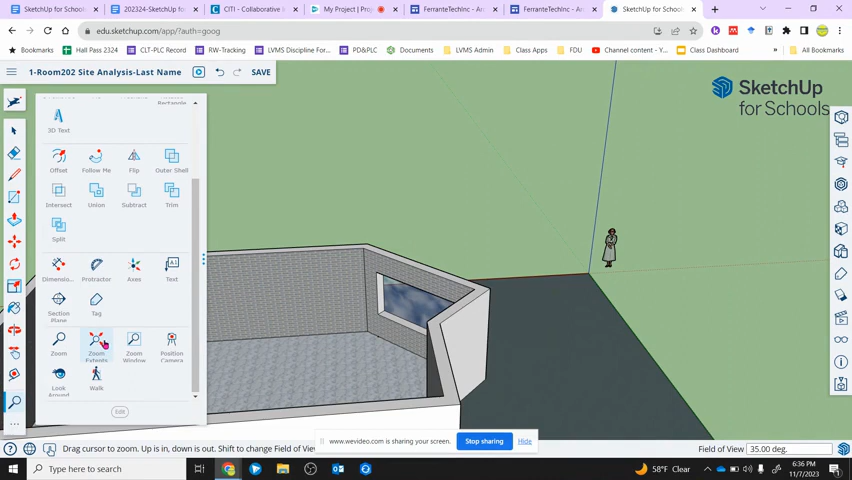 SketchUp for Schools
202324-SketchUp for S
CITI - Collaborative I
My Project | Proj
FerranteTechInc - An
FerranteTechInc - An
SketchUp for Schools
edu.sketchup.com/app/?auth=goog
Bookmarks
Hall Pass 2324
CLT-PLC Record
RW-Tracking
LVMS Discipline For...
PD&PLC
Documents
LVMS Admin
Class Apps
FDU
Channel content - Y...
Class Dashboard
All Bookmarks
1-Room202 Site Analysis-Last Name
SAVE
SketchUp
for Schools
Rectangle
3D Text
Offset
Follow Me
Flip
Outer Shell
Intersect
Union
Subtract
Trim
Split
Dimensio...
Protractor
Axes
Text
Section Plane
Tag
Zoom
Zoom Extents
Zoom Window
Position Camera
Look Around
Walk
Edit
Drag cursor to zoom. Up is in, down is out. Shift to change Field of View
www.wevideo.com is sharing your screen.
Stop sharing
Hide
Field of View
35.00 deg.
Type here to search
58°F Clear
6:36 PM
11/7/2023